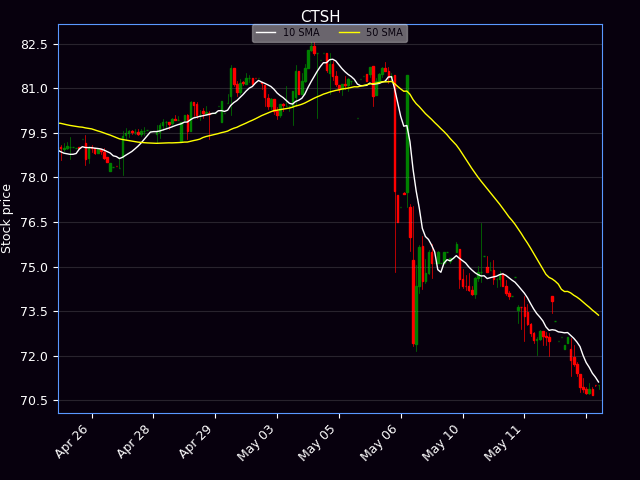 CTSH
10 SMA
50 SMA
82.5
81.0
79.5
78.0
76.5
75.0
73.5
72.0
70.5
Stock price
Apr 26
Apr 28
Apr 29
May 03
May 05
May 06
May 10
May 11